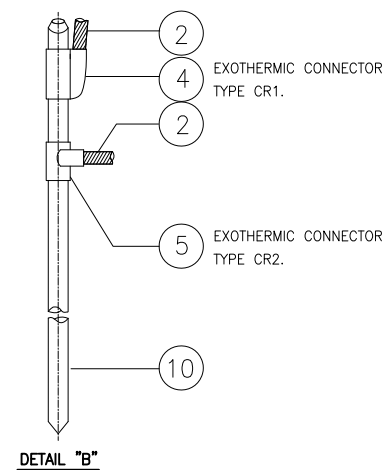 2
4 EXOTHERMIC CONNECTOR
TYPE CR1.
2
5 EXOTHERMIC CONNECTOR
TYPE CR2.
10
DETAIL "B"